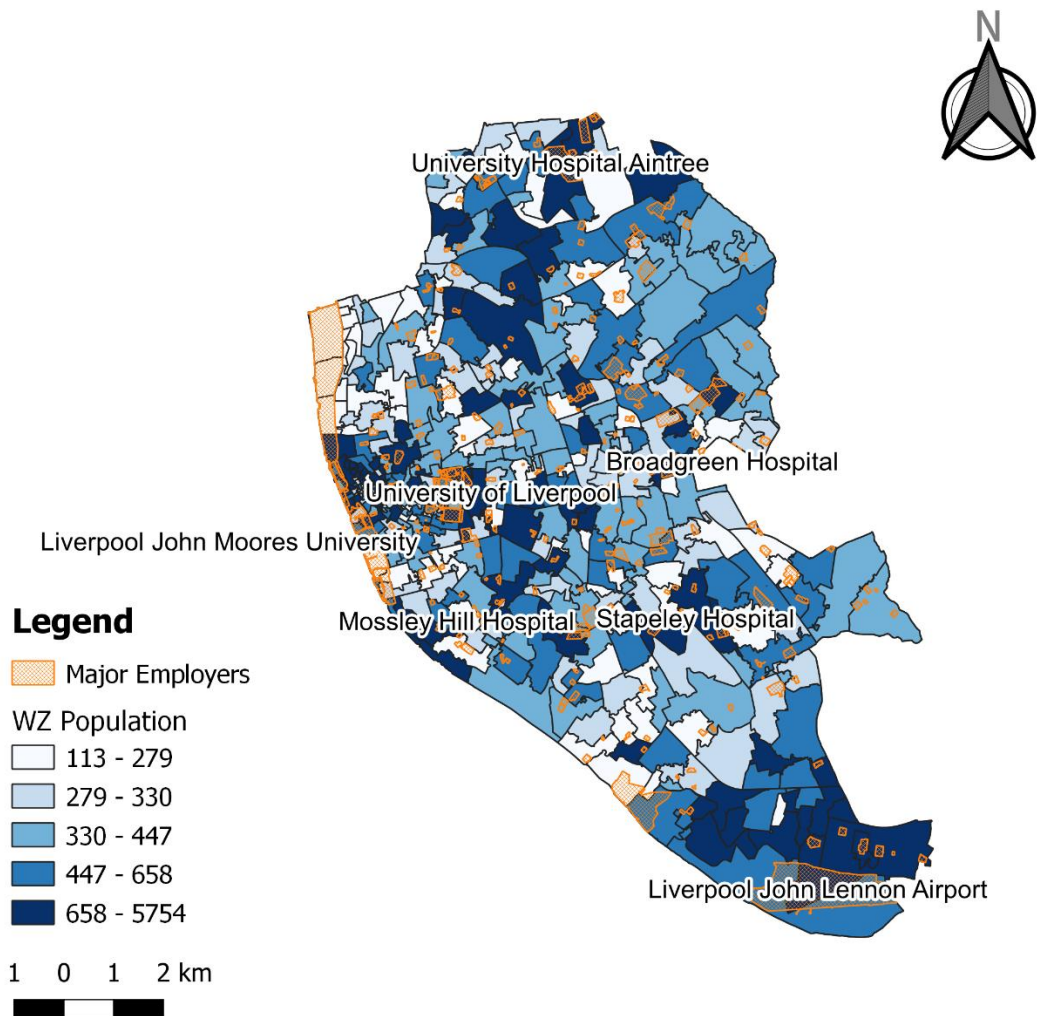 N
University Hospital Aintree
Broadgreen Hospital
University of Liverpool
Liverpool John Moores University
Mossley Hill Hospital
Stapeley Hospital
Liverpool John Lennon Airport
Legend
Major Employers
WZ Population
113 - 279
279 - 330
330 - 447
447 - 658
658 - 5754
1 0 1 2 km